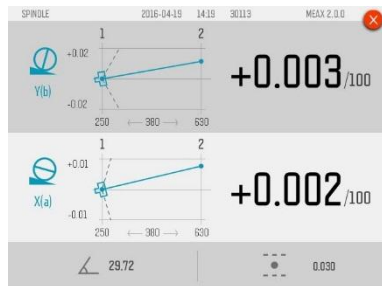 SPINDLE 2016-04-19 14:19 30113 MEAX 2.0.0
1 2
+0.02
Y(b)
-0.02
250 380 630
+0.003/100
1 2
+0.01
X(a)
-0.01
250 380 630
+0.002/100
29.72 0.030